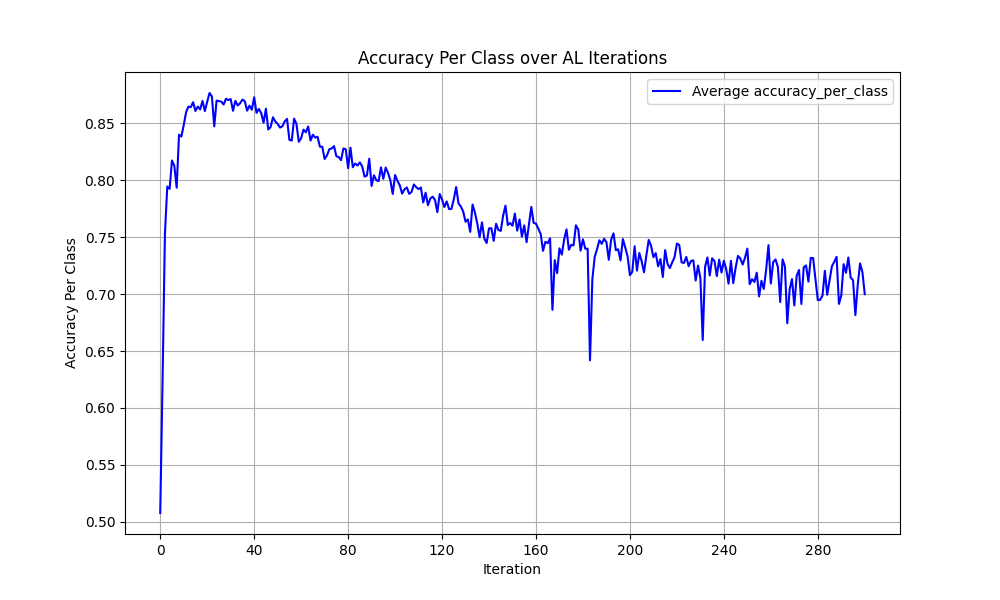 Accuracy Per Class over AL Iterations
Average accuracy_per_class
Accuracy Per Class
0.85
0.80
0.75
0.70
0.65
0.60
0.55
0.50
0 40 80 120 160 200 240 280
Iteration